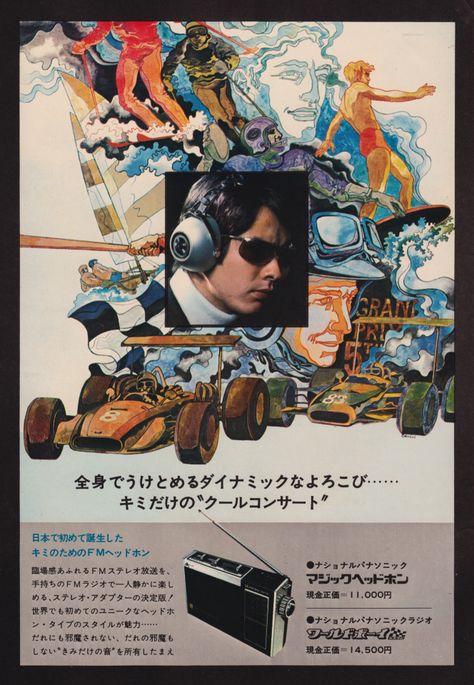 GRAND
PRIX
8
83
全身でうけとめるダイナミックなよろこび……
キミだけの〝クールコンサート〟
日本で初めて誕生した
キミのためのFMヘッドホン
臨場感あふれるFMステレオ放送を、
手持ちのFMラジオで一人静かに楽し
める、ステレオ・アダプターの決定版!
世界でも初めてのユニークなヘッドホ
ン・タイプのスタイルが魅力……
だれにも邪魔されない、だれの邪魔も
しない〝きみだけの音〟を所有したまえ
●ナショナルパナソニック
マジックヘッドホン
現金正価=11,000円
●ナショナルパナソニックラジオ
ワールドボーイ
現金正価=14,500円